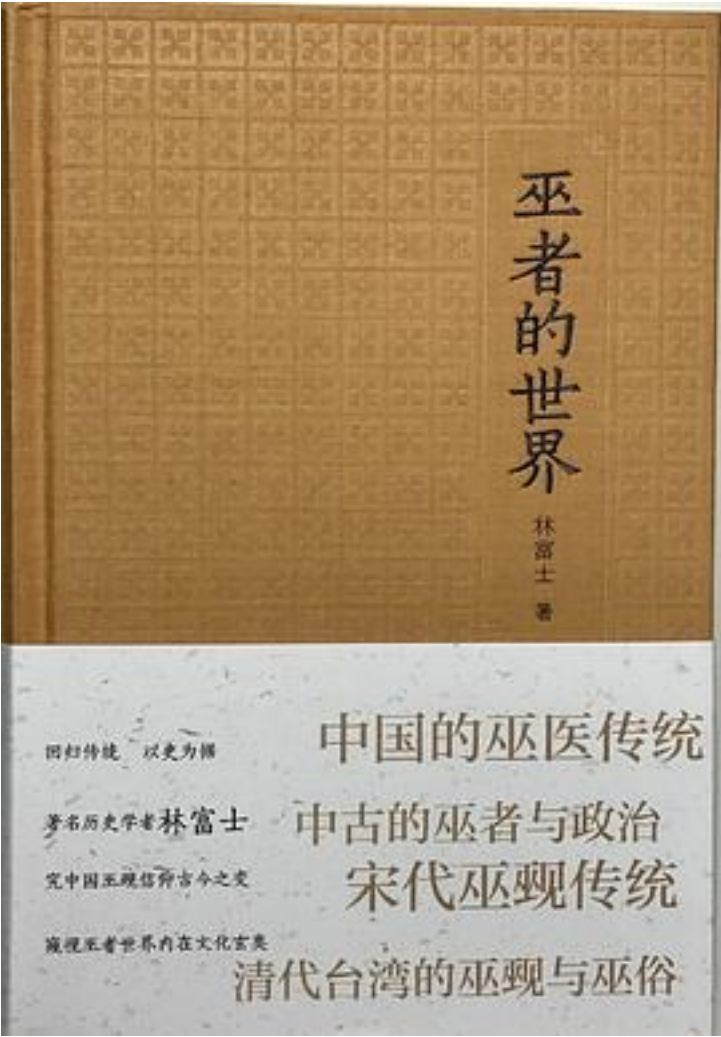 巫者的世界
林富士 著
中国的巫医传统
中古的巫者与政治
宋代巫觋传统
清代台湾的巫觋与巫俗
回归传统 以史为据
著名历史学者林富士
究中国巫觋信仰古今之变
窥视巫者世界内在文化玄奥